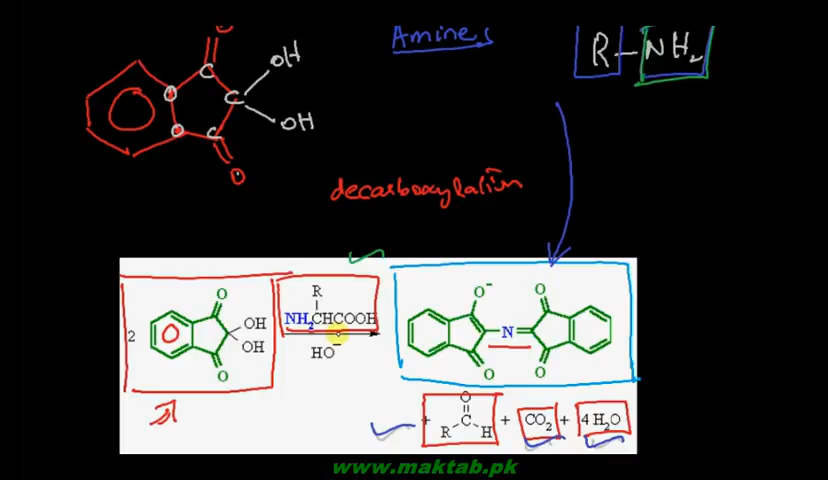 Amines
R-NH2
O
C
OH
C
OH
C
O
decarboxylation
2
O
OH
OH
O
R
NH2CHCOOH
HO-
O-
N
O
O
O
+
O
R C H
+ CO2 + 4 H2O
www.maktab.pk